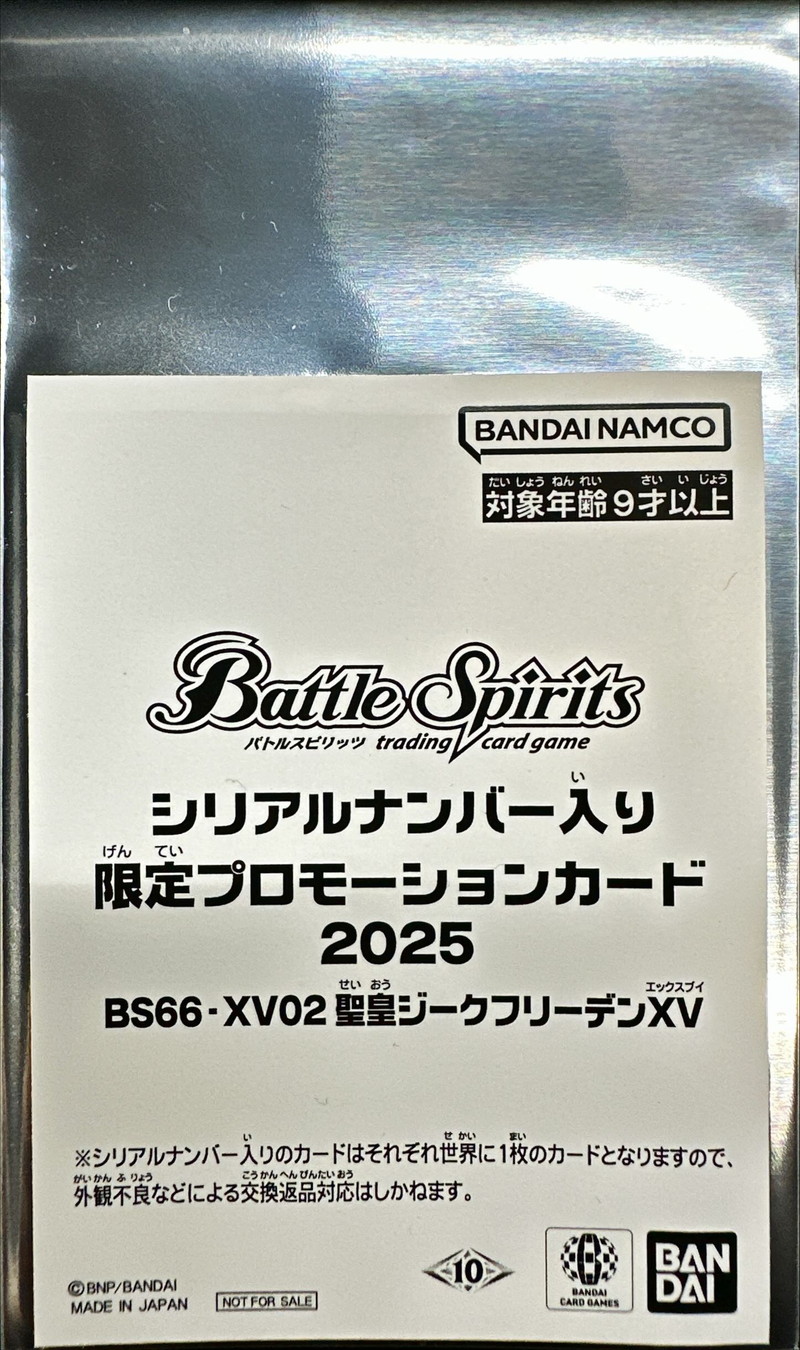 BANDAI NAMCO
たいしょうねんれい さいいじょう
対象年齢9才以上
Battle Spirits
バトルスピリッツ trading card game
い
シリアルナンバー入り
げんてい
限定プロモーションカード
2025
せいおう エックスブイ
BS66-XV02 聖皇ジークフリーデンXV
い せかい まい
※シリアルナンバー入りのカードはそれぞれ世界に1枚のカードとなりますので、
がいかんふりょう こうかんへんぴんたいおう
外観不良などによる交換返品対応はしかねます。
©BNP/BANDAI
MADE IN JAPAN
NOT FOR SALE
10
BANDAI
CARD GAMES
BAN
DAI